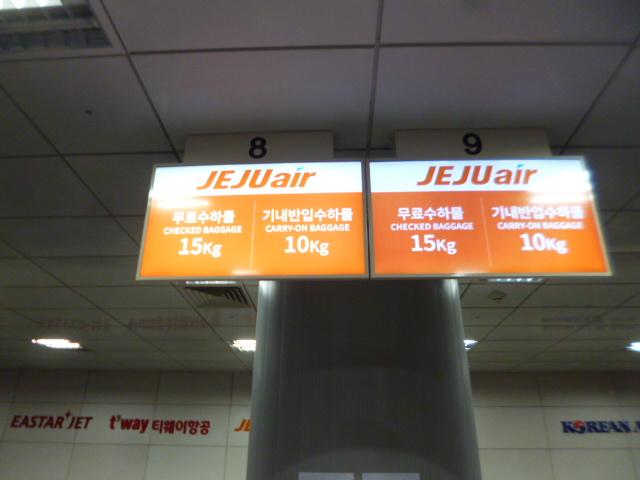 8
JEJUair
무료수하물
CHECKED BAGGAGE
15Kg
기내반입수하물
CARRY-ON BAGGAGE
10Kg
9
JEJUair
무료수하물
CHECKED BAGGAGE
15Kg
기내반입수하물
CARRY-ON BAGGAGE
10Kg
EASTAR JET
t'way 티웨이항공
KOREAN